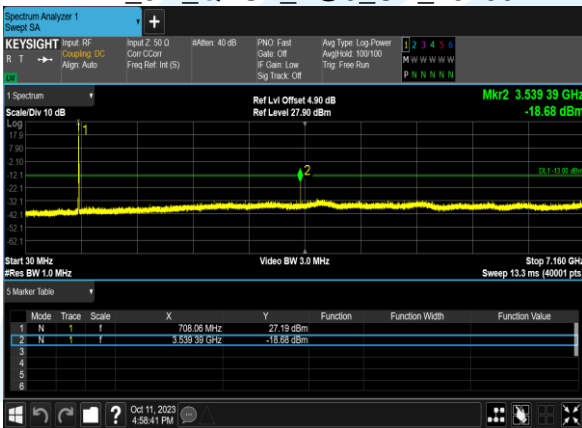 Spectrum Analyzer 1
Swept SA
+
KEYSIGHT Input: RF Input Z: 50 Ω #Atten: 40 dB PNO: Fast Avg Type: Log-Power 1 2 3 4 5 6
R T Coupling: DC Corr CCorr Gate: Off Avg|Hold: 100/100 M W W W W W
Align: Auto Freq Ref: Int (S) IF Gain: Low Trig: Free Run
Sig Track: Off P N N N N N
LW
1 Spectrum Ref Lvl Offset 4.90 dB Mkr2 3.539 39 GHz
Scale/Div 10 dB Ref Level 27.90 dBm -18.68 dBm
Log
17.9 1
7.90
-2.10
-12.1 2 DL1 -13.00 dBm
-22.1
-32.1
-42.1
-52.1
-62.1
Start 30 MHz Video BW 3.0 MHz Stop 7.160 GHz
#Res BW 1.0 MHz Sweep 13.3 ms (40001 pts)
5 Marker Table
Mode Trace Scale X Y Function Function Width Function Value
1 N 1 f 708.06 MHz 27.19 dBm
2 N 1 f 3.539 39 GHz -18.68 dBm
3
4
5
6
? Oct 11, 2023
4:58:41 PM